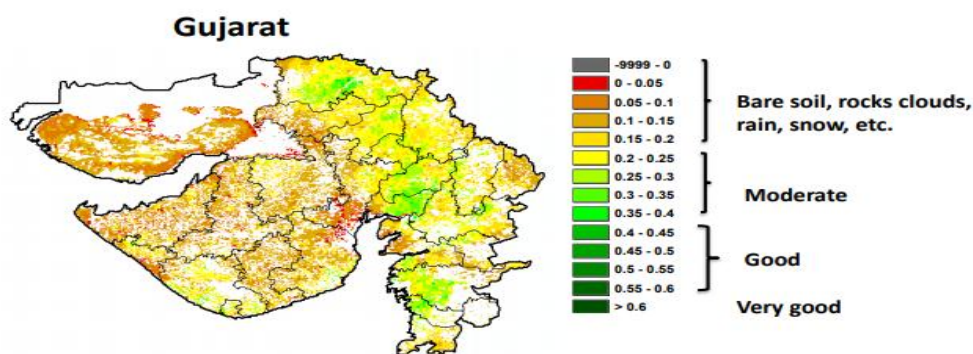 Gujarat
-9999 - 0
0 - 0.05
0.05 - 0.1
0.1 - 0.15
0.15 - 0.2
0.2 - 0.25
0.25 - 0.3
0.3 - 0.35
0.35 - 0.4
0.4 - 0.45
0.45 - 0.5
0.5 - 0.55
0.55 - 0.6
> 0.6
Bare soil, rocks clouds,
rain, snow, etc.
Moderate
Good
Very good